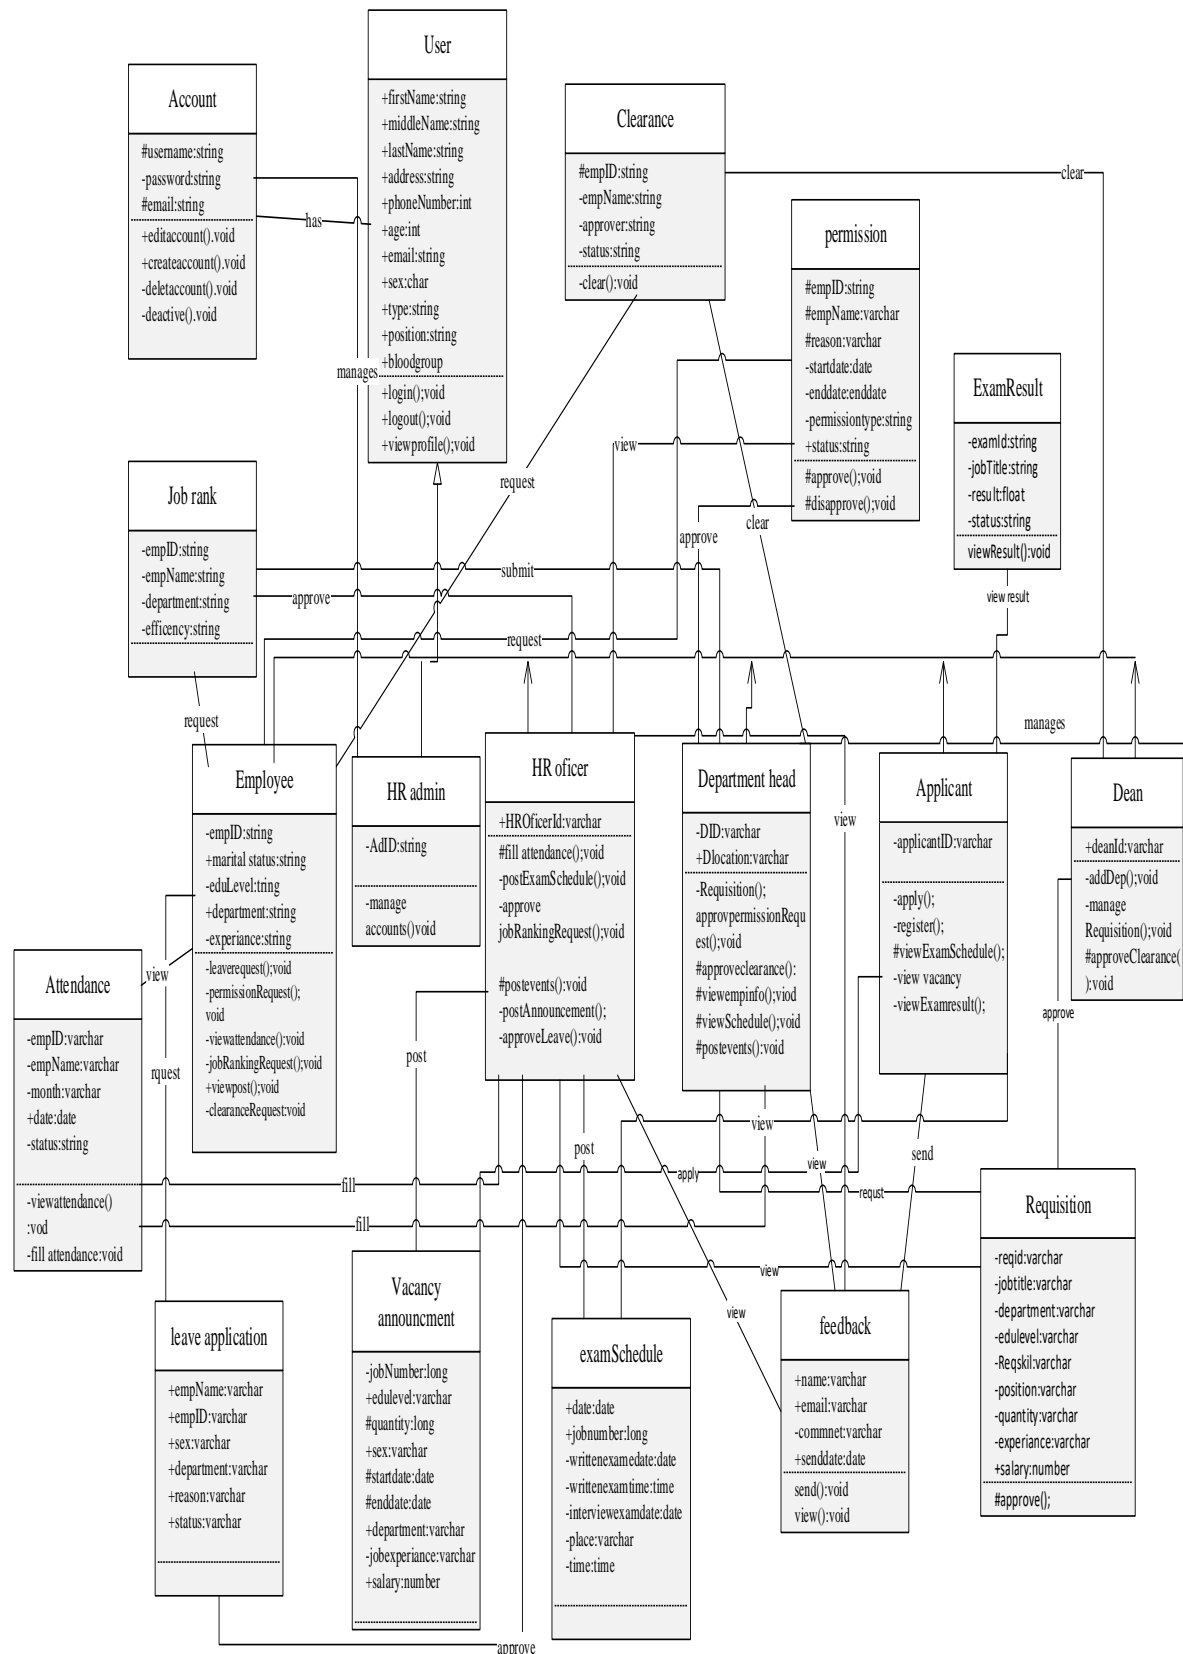 User
+firstName:string
+middleName:string
+lastName:string
+address:string
+phoneNumber:int
+age:int
+email:string
+sex:char
+type:string
+position:string
+bloodgroup
+login();void
+logout();void
+viewprofile();void
Account
#username:string
-password:string
#email:string
+editaccount().void
+createaccount().void
-deletaccount().void
-deactive().void
has
manages
Clearance
#empID:string
-empName:string
-approver:string
-status:string
-clear():void
clear
permission
#empID:string
#empName:varchar
#reason:varchar
-startdate:date
-enddate:enddate
-permissiontype:string
+status:string
#approve();void
#disapprove();void
ExamResult
-examId:string
-jobTitle:string
-result:float
-status:string
viewResult():void
view result
view
request
clear
approve
Job rank
-empID:string
-empName:string
-department:string
-efficency:string
submit
approve
request
request
manages
Employee
-empID:string
+marital status:string
-eduLevel:tring
+department:string
-experiance:string
-leaverequest();void
-permissionRequest();
void
-viewattendance():void
-jobRankingRequest();void
+viewpost();void
-clearanceRequest:void
HR admin
-AdID:string
-manage
accounts()void
HR oficer
+HROficerId:varchar
#fill attendance();void
-postExamSchedule();void
-approve
jobRankingRequest();void
#postevents():void
-postAnnouncement();
-approveLeave():void
Department head
-DID:varchar
+Dlocation:varchar
-Requisition();
approvpermissionRequ
est();void
#approveclearance():
#viewempinfo();viod
#viewSchedule();void
#postevents():void
view
Applicant
-applicantID:varchar
-apply();
-register();
#viewExamSchedule();
-view vacancy
-viewExamresult();
Dean
+deanId:varchar
-addDep();void
-manage
Requisition();void
#approveClearance(
):void
Attendance
-empID:varchar
-empName:varchar
-month:varchar
+date:date
-status:string
-viewattendance()
:vod
-fill attendance:void
view
rquest
post
approve
post
view
apply
view
send
requst
fill
fill
view
view
Requisition
-reqid:varchar
-jobtitle:varchar
-department:varchar
-edulevel:varchar
-Reqskil:varchar
-position:varchar
-quantity:varchar
-experiance:varchar
+salary:number
#approve();
leave application
+empName:varchar
+empID:varchar
+sex:varchar
+department:varchar
+reason:varchar
+status:varchar
Vacancy
announcment
-jobNumber:long
+edulevel:varchar
#quantity:long
+sex:varchar
#startdate:date
#enddate:date
+department:varchar
-jobexperiance:varchar
+salary:number
examSchedule
+date:date
+jobnumber:long
-writtenexamedate:date
-writtenexamtime:time
-interviewexamdate:date
-place:varchar
-time:time
feedback
+name:varchar
+email:varchar
-commnet:varchar
+senddate:date
send():void
view():void
approve